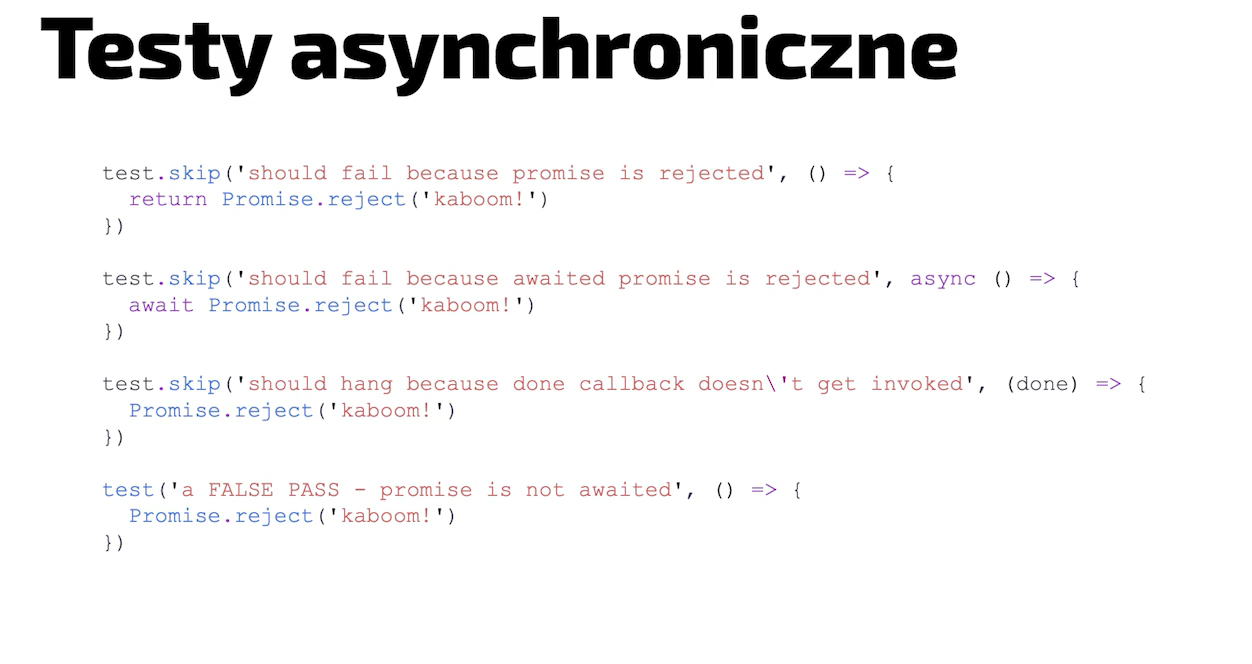 Testy asynchroniczne
test.skip('should fail because promise is rejected', () => {
  return Promise.reject('kaboom!')
})
test.skip('should fail because awaited promise is rejected', async () => {
  await Promise.reject('kaboom!')
})
test.skip('should hang because done callback doesn\'t get invoked', (done) => {
  Promise.reject('kaboom!')
})
test('a FALSE PASS - promise is not awaited', () => {
  Promise.reject('kaboom!')
})